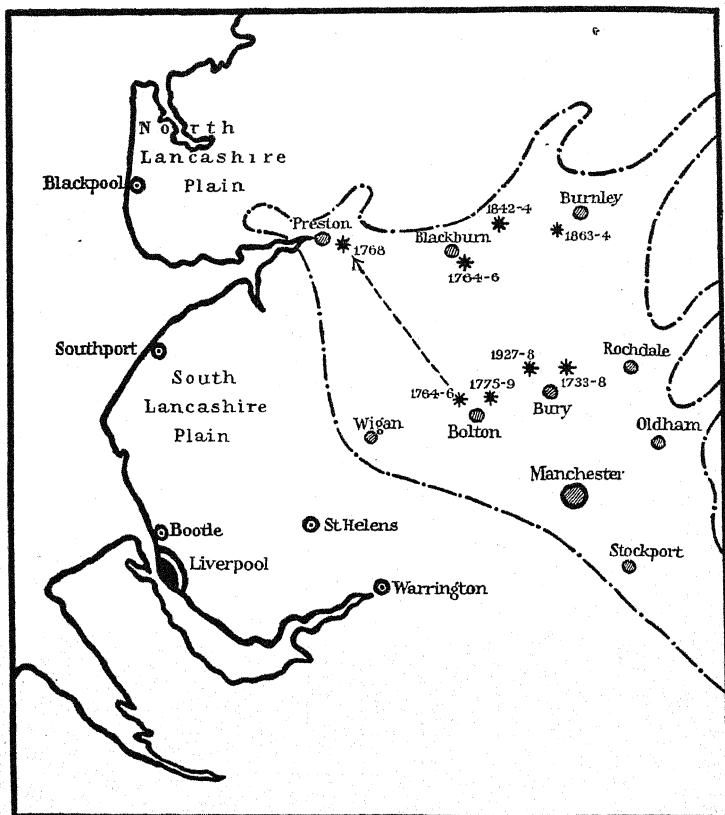 North
Lancashire
Plain
Blackpool
Preston
1768
Blackburn
1764-6
1842-4
Burnley
1863-4
Southport
South
Lancashire
Plain
1927-8
1733-8
Rochdale
1764-6
1775-9
Bury
Wigan
Bolton
Oldham
Manchester
Bootle
St Helens
Liverpool
Stockport
Warrington